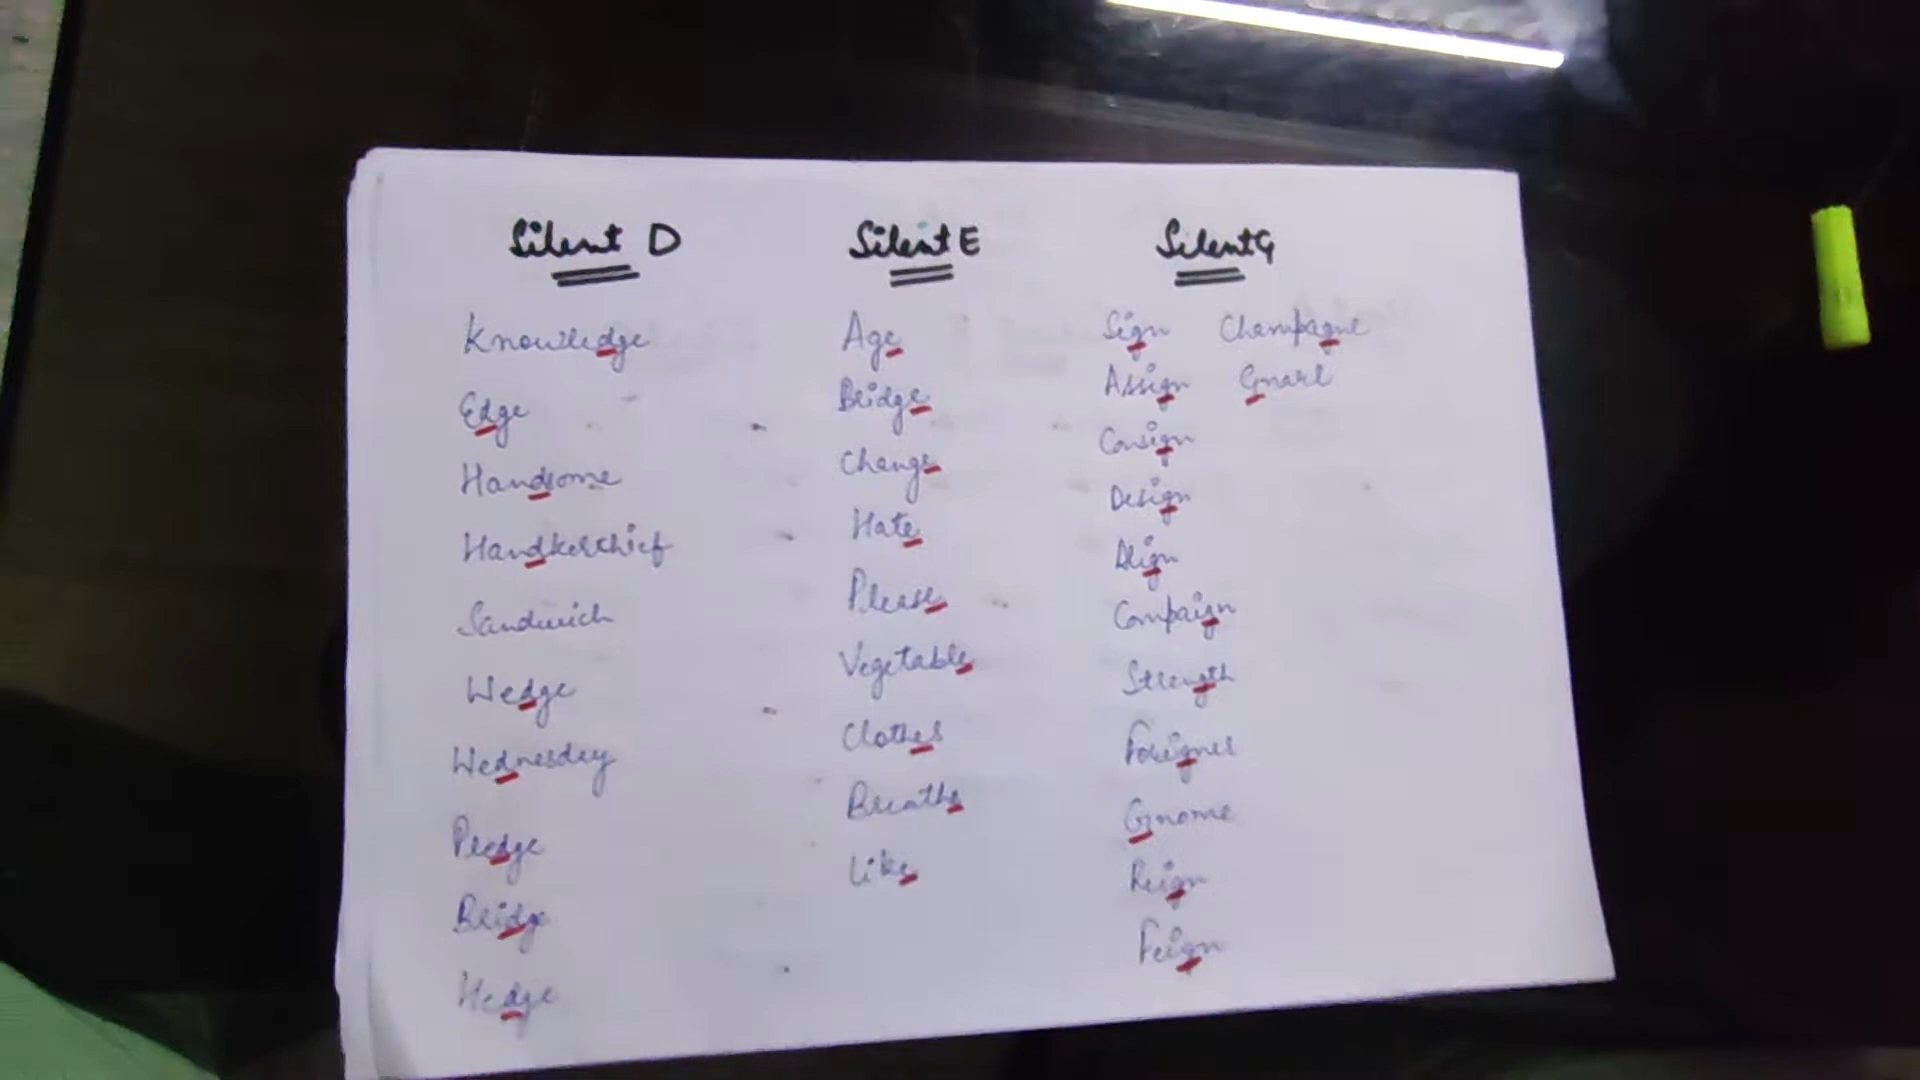 Silent D
Knowledge
Edge
Handsome
Handkerchief
Sandwich
Wedge
Wednesday
Pledge
Bridge
Hedge
Silent E
Age
Bridge
Change
Hate
Please
Vegetable
Clothes
Breathe
Like
Silent G
Sign Champagne
Assign Gnarl
Consign
Design
Align
Campaign
Strength
Foreigner
Gnome
Reign
Feign